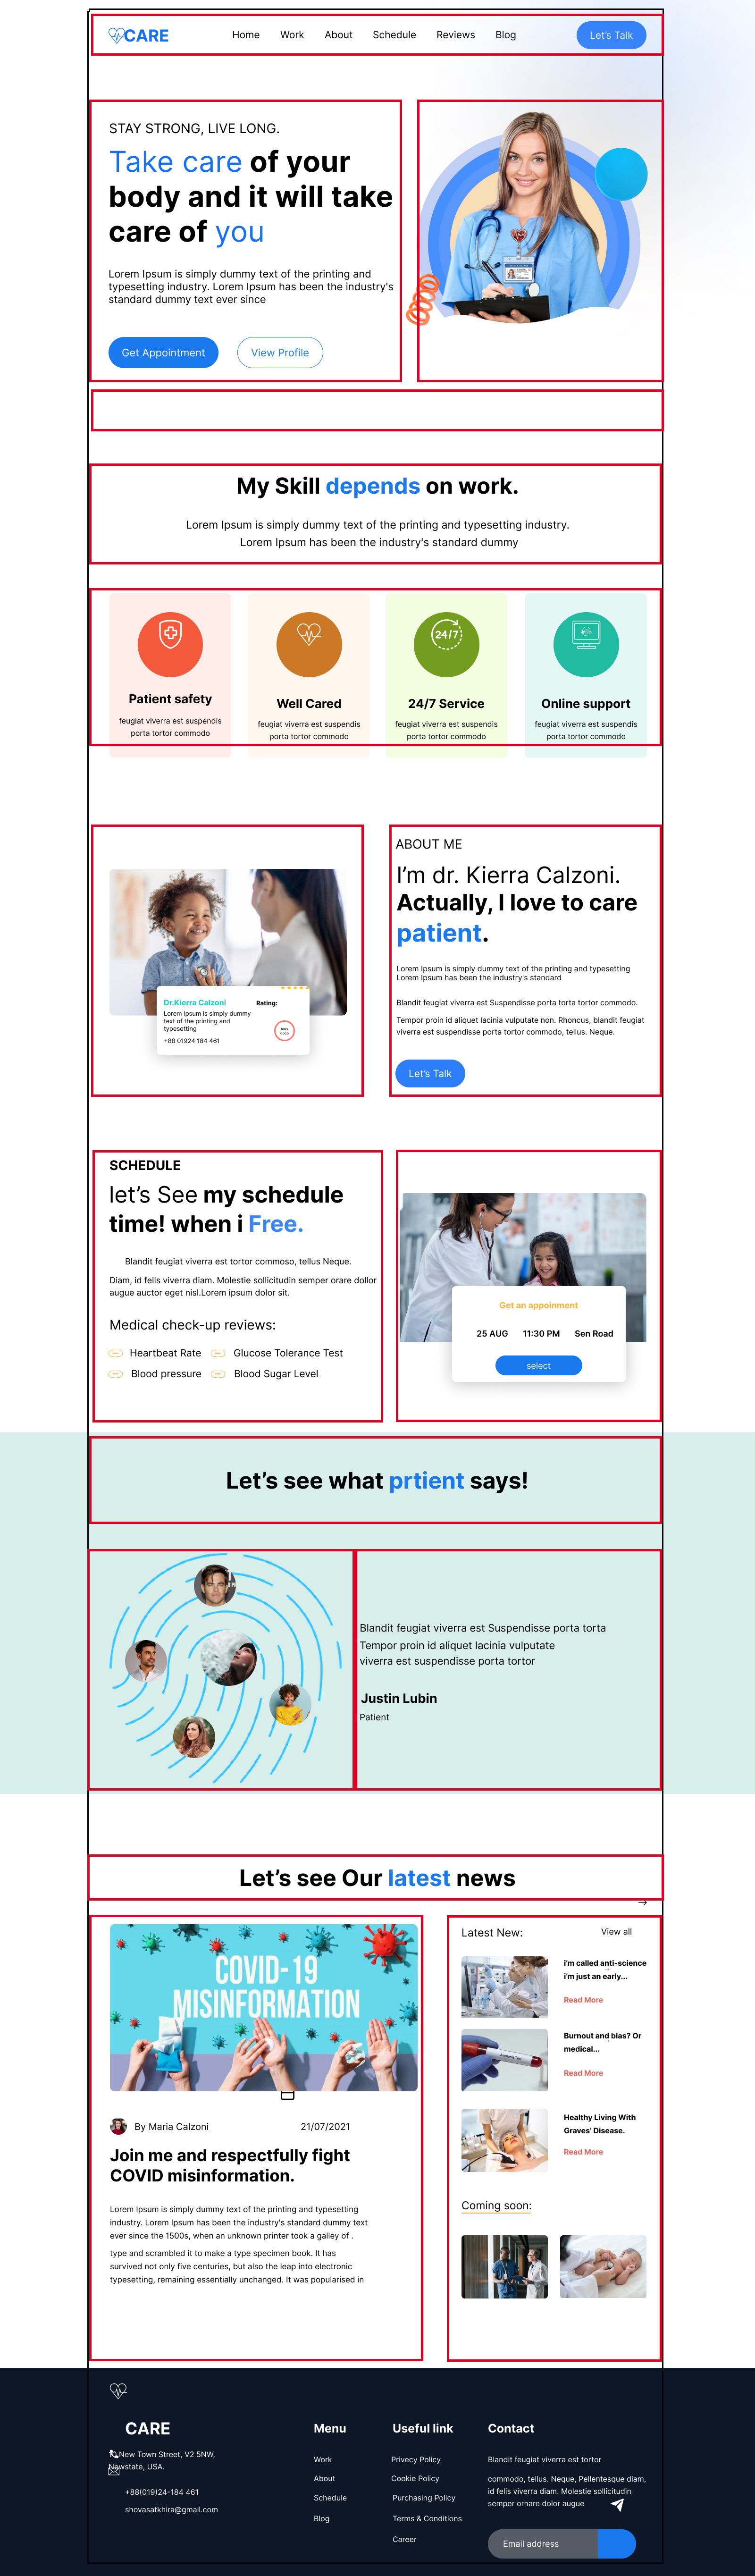 CARE
Home Work About Schedule Reviews Blog
Let's Talk
STAY STRONG, LIVE LONG.
Take care of your
body and it will take
care of you
Lorem Ipsum is simply dummy text of the printing and
typesetting industry. Lorem Ipsum has been the industry's
standard dummy text ever since
Get Appointment
View Profile
My Skill depends on work.
Lorem Ipsum is simply dummy text of the printing and typesetting industry.
Lorem Ipsum has been the industry's standard dummy
24/7
Patient safety
feugiat viverra est suspendis
porta tortor commodo
Well Cared
feugiat viverra est suspendis
porta tortor commodo
24/7 Service
feugiat viverra est suspendis
porta tortor commodo
Online support
feugiat viverra est suspendis
porta tortor commodo
Dr.Kierra Calzoni
Rating:
Lorem Ipsum is simply dummy
text of the printing and
typesetting
+88 01924 184 461
ABOUT ME
I'm dr. Kierra Calzoni.
Actually, I love to care
patient.
Lorem Ipsum is simply dummy text of the printing and typesetting
Lorem Ipsum has been the industry's standard
Blandit feugiat viverra est Suspendisse porta torta tortor commodo.
Tempor proin id aliquet lacinia vulputate non. Rhoncus, blandit feugiat
viverra est suspendisse porta tortor commodo, tellus. Neque.
Let's Talk
SCHEDULE
let's See my schedule
time! when i Free.
Blandit feugiat viverra est tortor commoso, tellus Neque.
Diam, id fells viverra diam. Molestie sollicitudin semper orare dollor
augue auctor eget nisl.Lorem ipsum dolor sit.
Medical check-up reviews:
Heartbeat Rate
Glucose Tolerance Test
Blood pressure
Blood Sugar Level
Get an appoinment
25 AUG 11:30 PM Sen Road
select
Let's see what prtient says!
Blandit feugiat viverra est Suspendisse porta torta
Tempor proin id aliquet lacinia vulputate
viverra est suspendisse porta tortor
Justin Lubin
Patient
Let's see Our latest news
COVID-19
MISINFORMATION
By Maria Calzoni
21/07/2021
Join me and respectfully fight
COVID misinformation.
Lorem Ipsum is simply dummy text of the printing and typesetting
industry. Lorem Ipsum has been the industry's standard dummy text
ever since the 1500s, when an unknown printer took a galley of .
type and scrambled it to make a type specimen book. It has
survived not only five centuries, but also the leap into electronic
typesetting, remaining essentially unchanged. It was popularised in
Latest New:
View all
i'm called anti-science
i'm just an early...
Read More
Burnout and bias? Or
medical...
Read More
Healthy Living With
Graves' Disease.
Read More
Coming soon:
CARE
New Town Street, V2 5NW,
Newstate, USA.
+88(019)24-184 461
shovasatkhira@gmail.com
Menu
Work
About
Schedule
Blog
Useful link
Privecy Policy
Cookie Policy
Purchasing Policy
Terms & Conditions
Career
Contact
Blandit feugiat viverra est tortor
commodo, tellus. Neque, Pellentesque diam,
id felis viverra diam. Molestie sollicitudin
semper ornare dolor augue
Email address